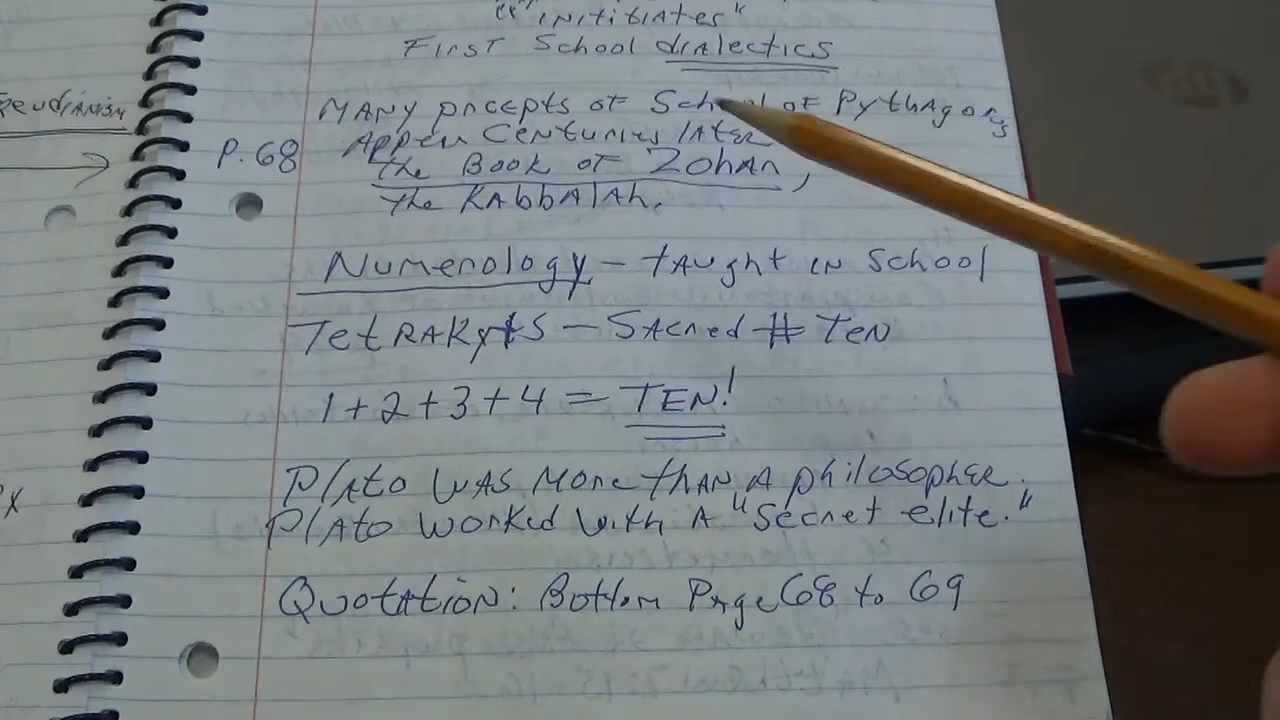 "initiates"
First School dialectics
Freudianism
Many precepts of School of Pythagoras
P.68 Appear Centuries later
the Book of Zohar,
the Kabbalah.
Numerology - taught in School
Tetraktys - Sacred # Ten
1+2+3+4 = TEN!
Plato was more than a philosopher.
Plato worked with a "secret elite."
Quotation: Bottom Page 68 to 69